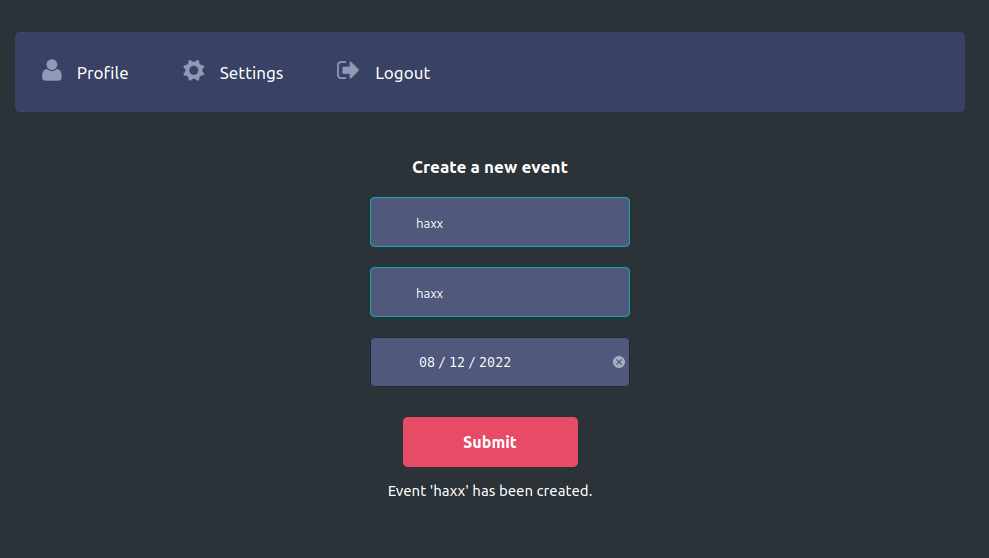 Profile Settings Logout
Create a new event
haxx
haxx
08 / 12 / 2022
Submit
Event 'haxx' has been created.